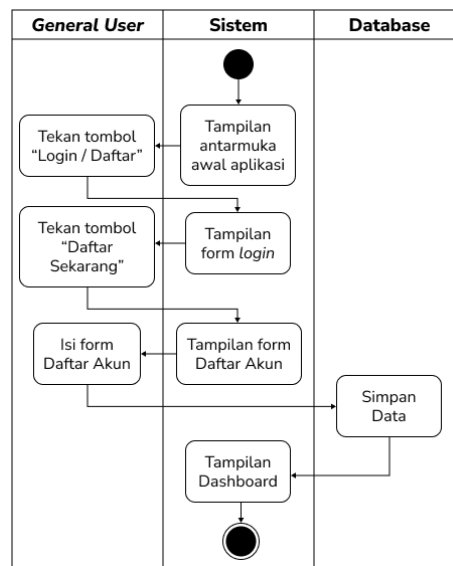 General User
Sistem
Database
Tampilan
antarmuka
awal aplikasi
Tekan tombol
“Login / Daftar”
Tampilan
form login
Tekan tombol
“Daftar
Sekarang”
Tampilan form
Daftar Akun
Isi form
Daftar Akun
Simpan
Data
Tampilan
Dashboard